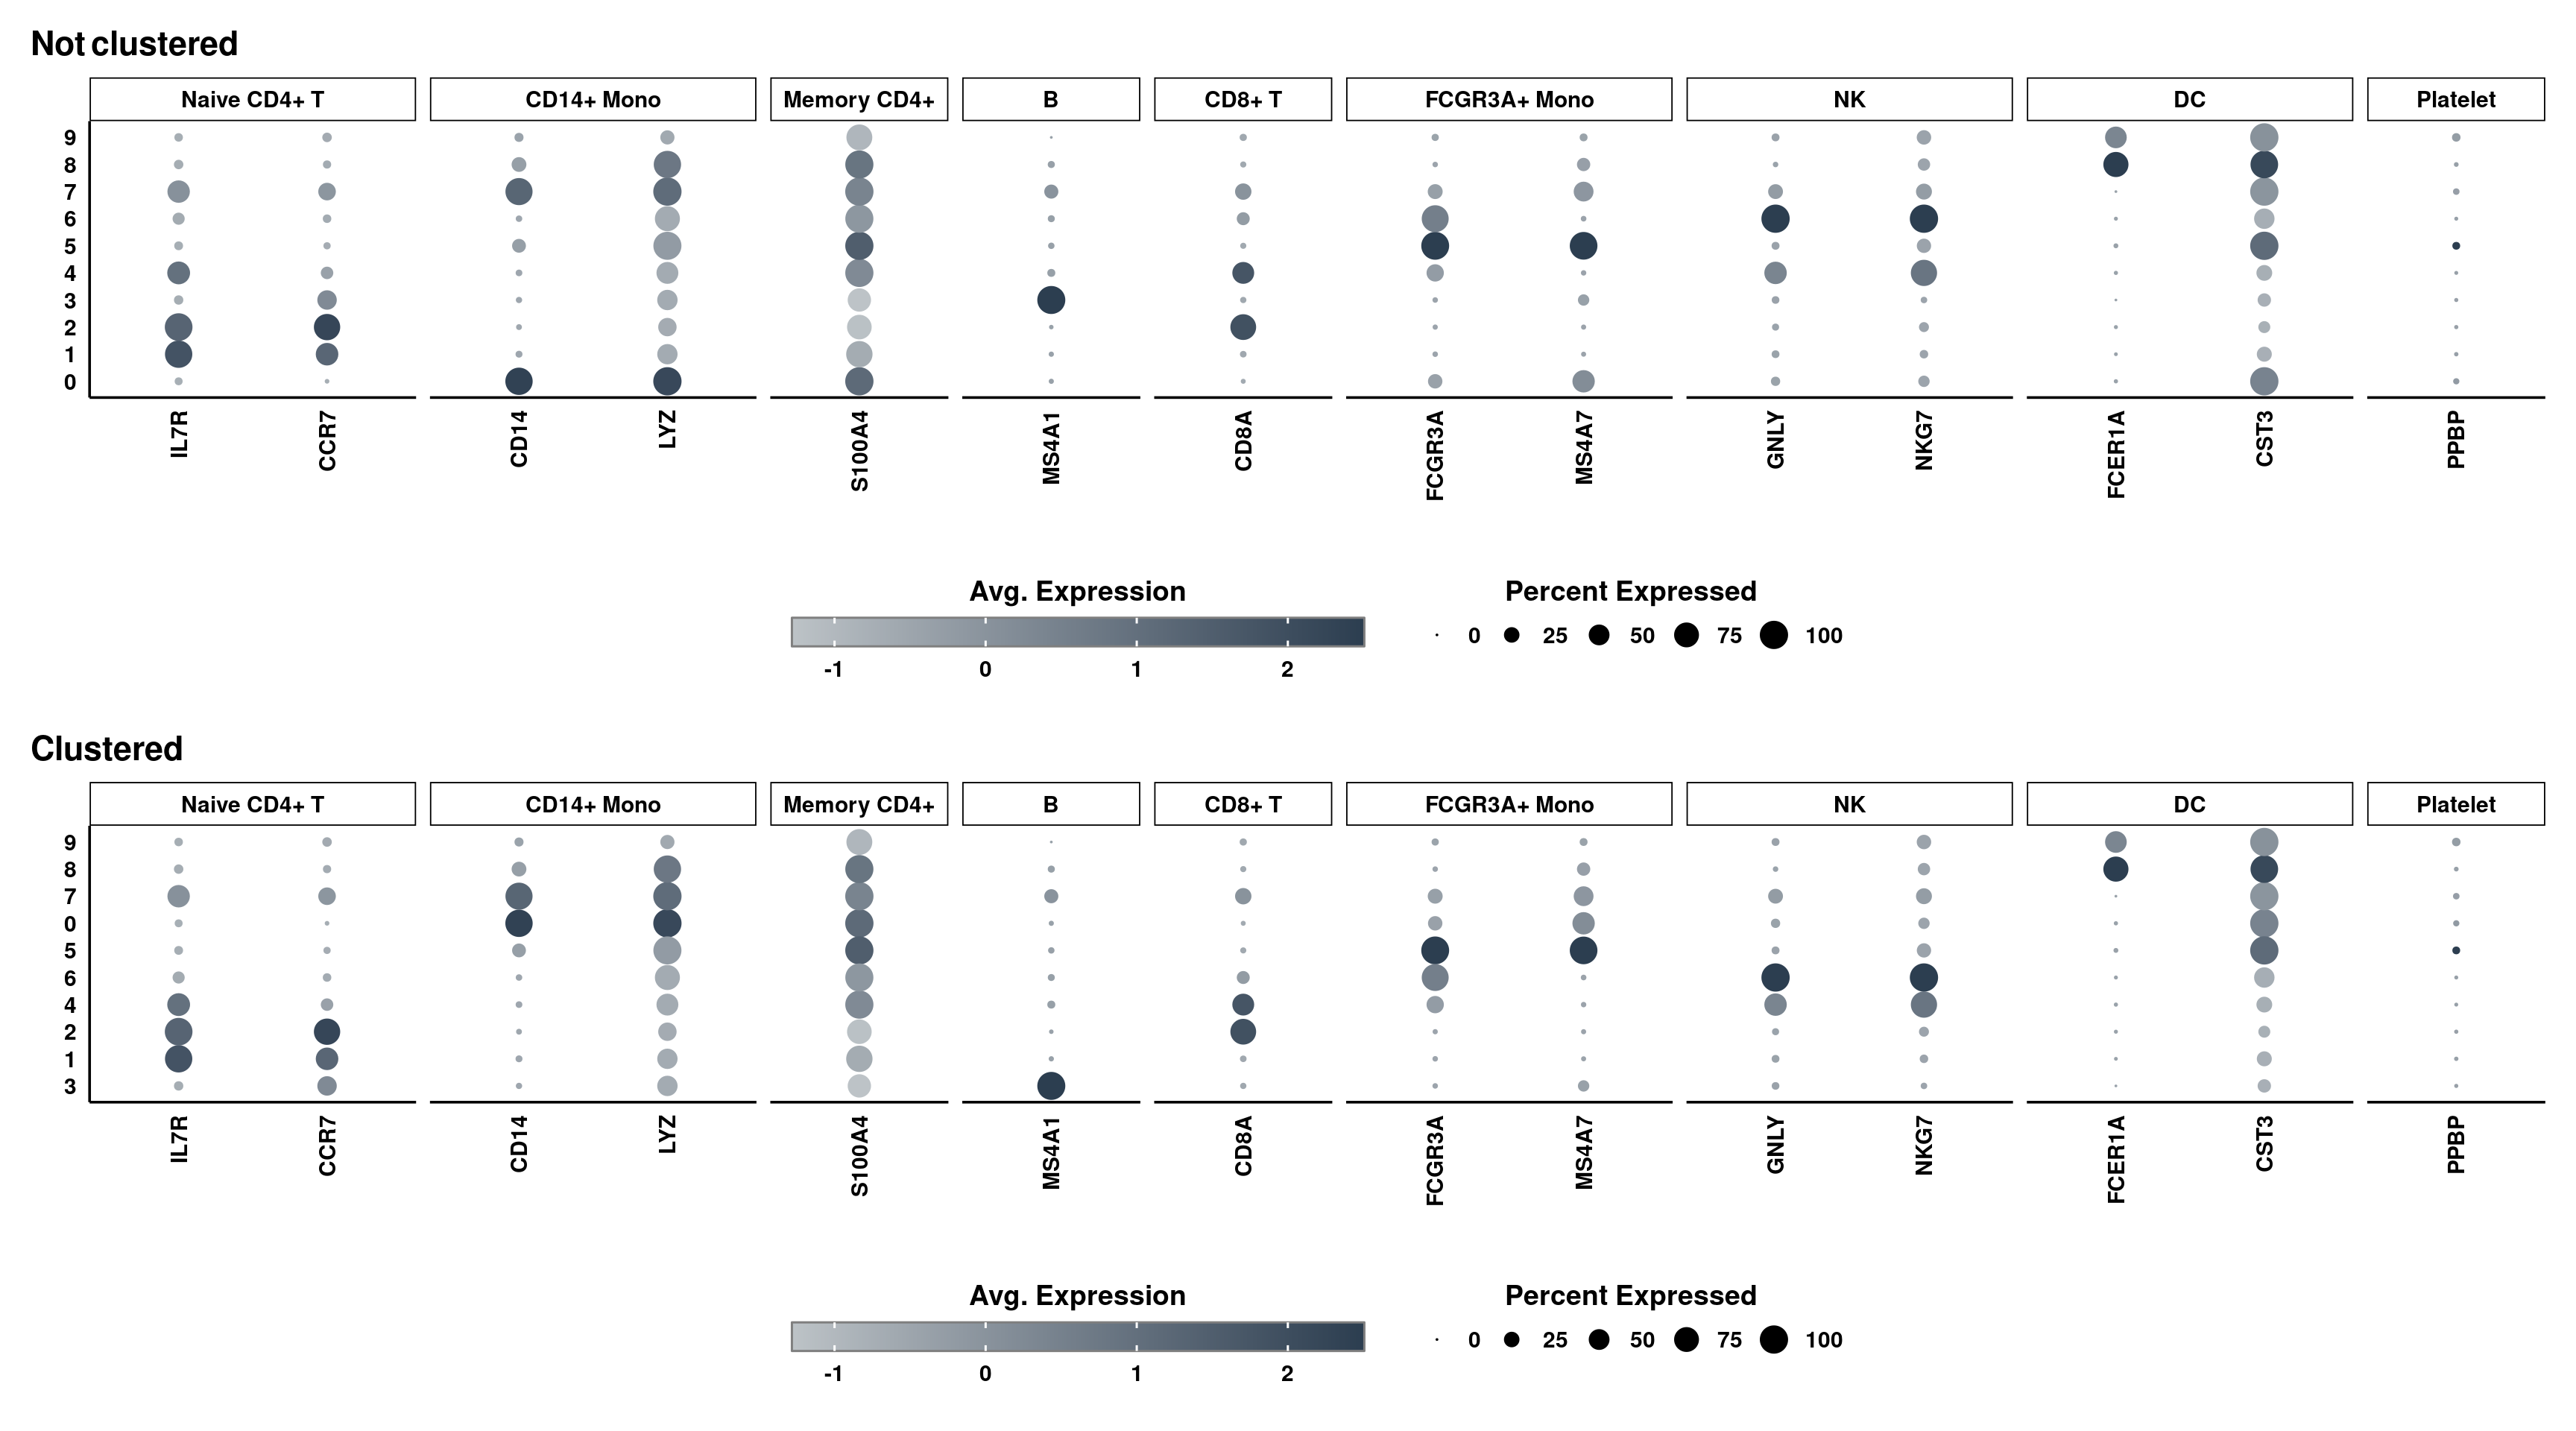 Not clustered
Naive CD4+ T CD14+ Mono Memory CD4+ B CD8+ T FCGR3A+ Mono NK DC Platelet
9
8
7
6
5
4
3
2
1
0
IL7R CCR7 CD14 LYZ S100A4 MS4A1 CD8A FCGR3A MS4A7 GNLY NKG7 FCER1A CST3 PPBP
Avg. Expression Percent Expressed
0 25 50 75 100
-1 0 1 2
Clustered
Naive CD4+ T CD14+ Mono Memory CD4+ B CD8+ T FCGR3A+ Mono NK DC Platelet
9
8
7
0
5
6
4
2
1
3
IL7R CCR7 CD14 LYZ S100A4 MS4A1 CD8A FCGR3A MS4A7 GNLY NKG7 FCER1A CST3 PPBP
Avg. Expression Percent Expressed
0 25 50 75 100
-1 0 1 2